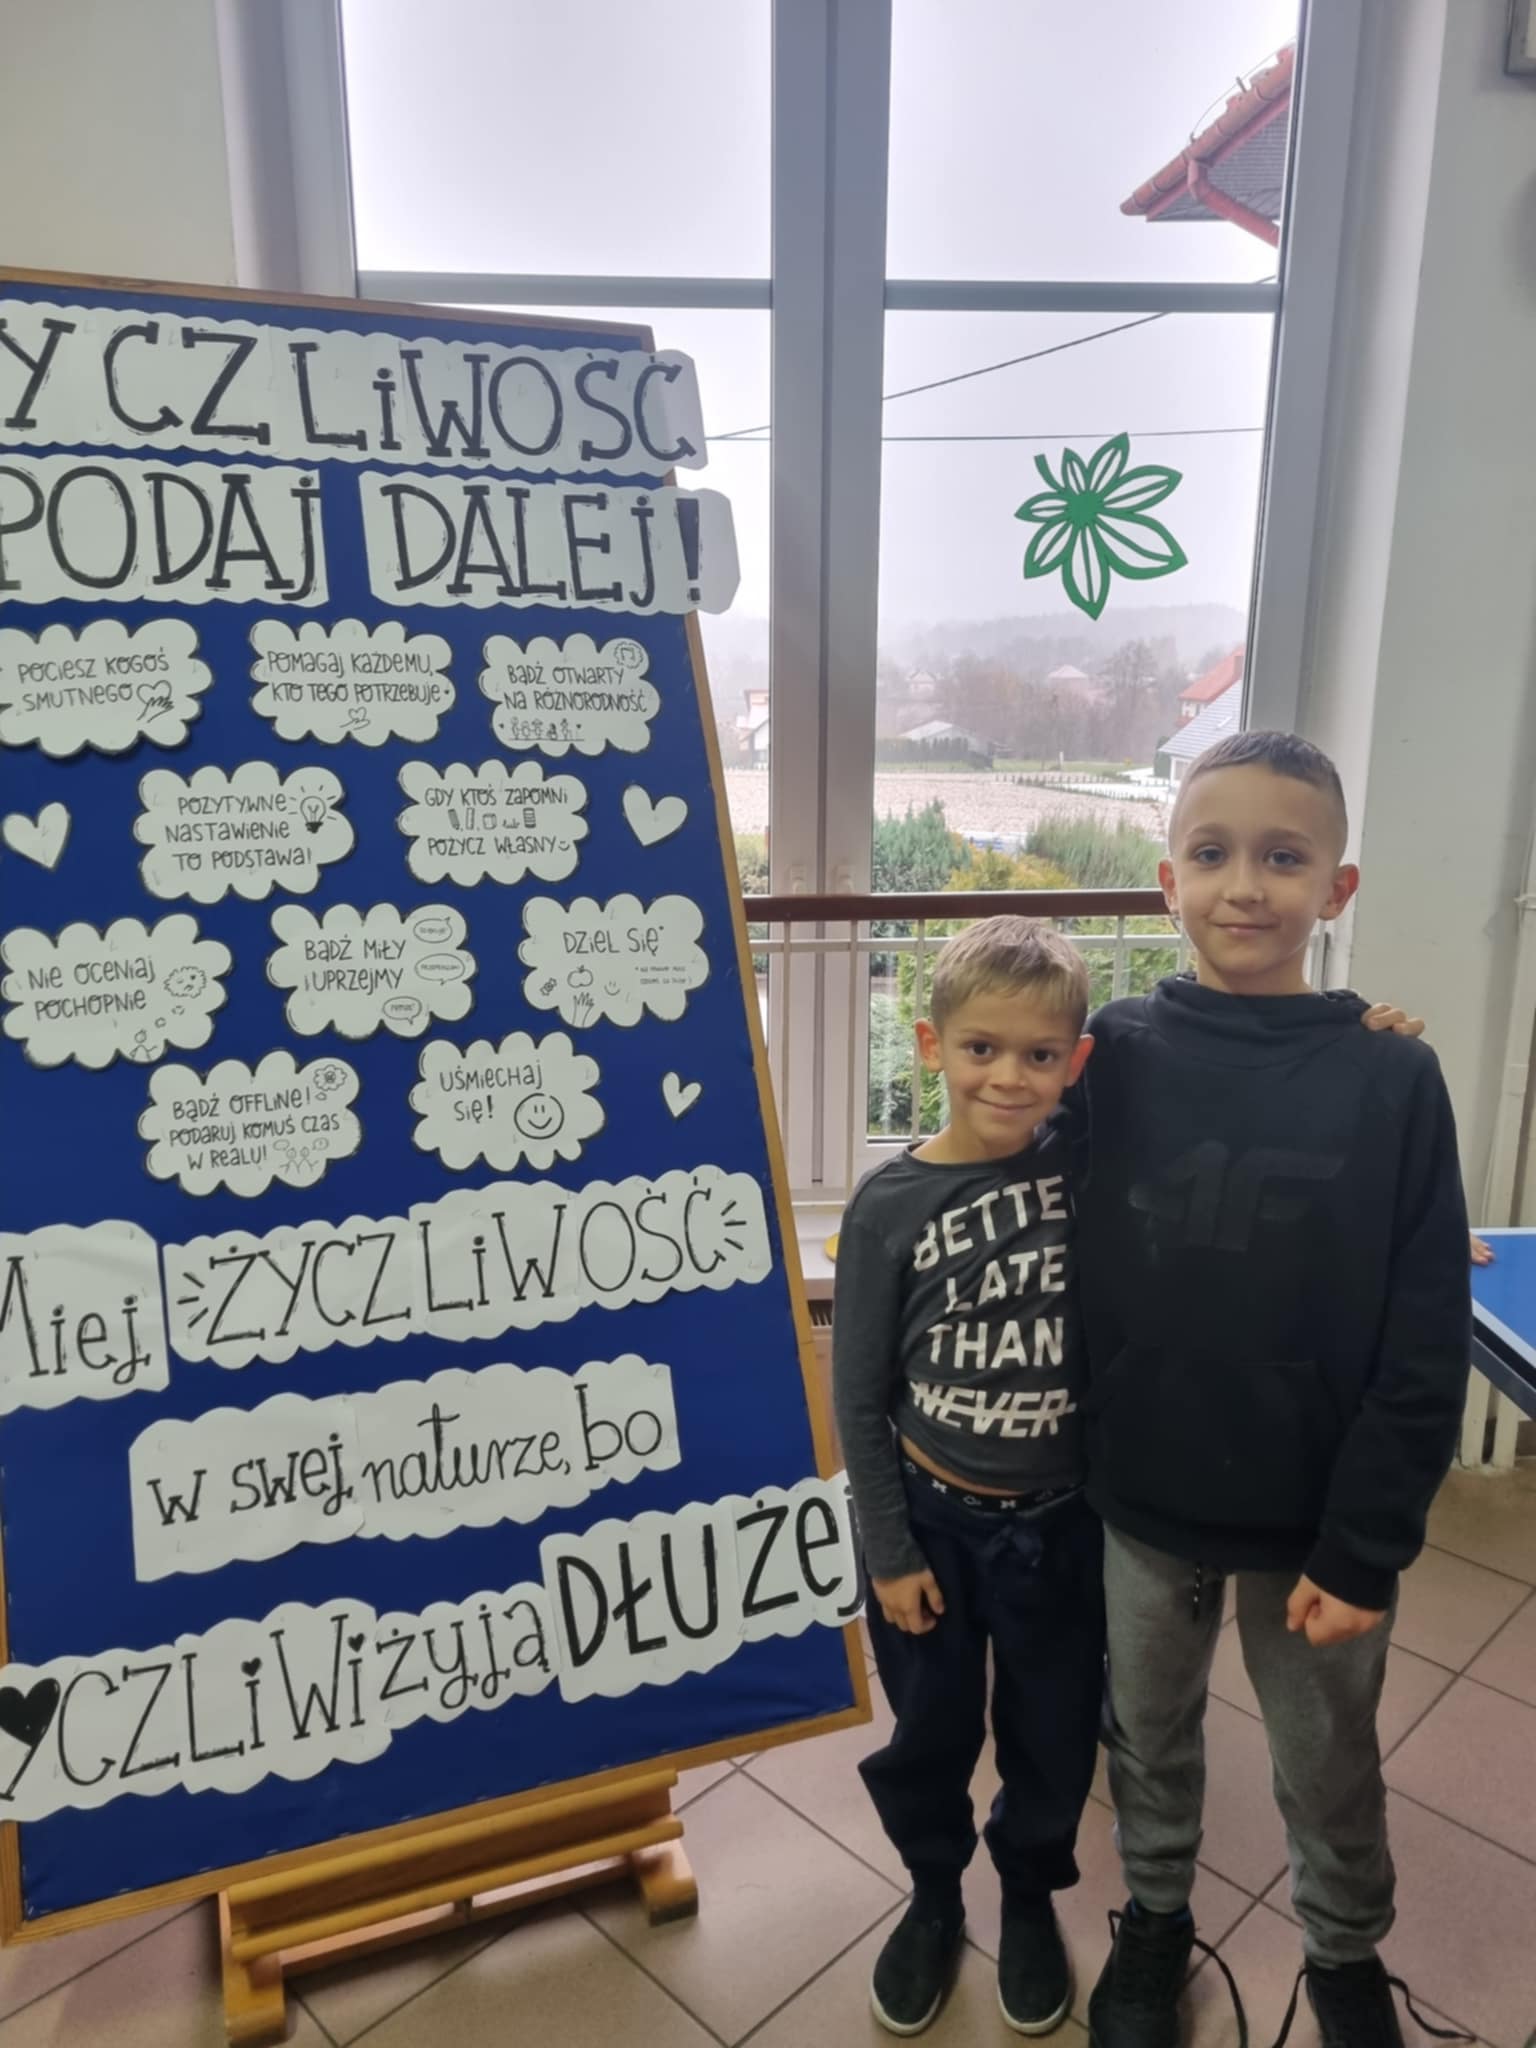 YCZLiWOŚĆ
PODAJ DALEJ!
POCIESZ KOGOŚ
SMUTNEGO
POMAGAJ KAŻDEMU,
KTO TEGO POTRZEBUJE
BĄDŹ OTWARTY
NA RÓŻNORODNOŚĆ
POZYTYWNE
NASTAWIENIE
TO PODSTAWA!
GDY KTOŚ ZAPOMNI
lub
POŻYCZ WŁASNY
NIE OCENIAJ
POCHOPNIE
BĄDŹ MIŁY
i UPRZEJMY
DZIEL SIĘ*
BĄDŹ OFFLINE!
PODARUJ KOMUŚ CZAS
W REALU!
UŚMIECHAJ
SIĘ!
Miej ŻYCZLiWOŚĆ
w swej naturze, bo
YCZLiWi żyją DŁUŻEj
BETTE
LATE
THAN
NEVER